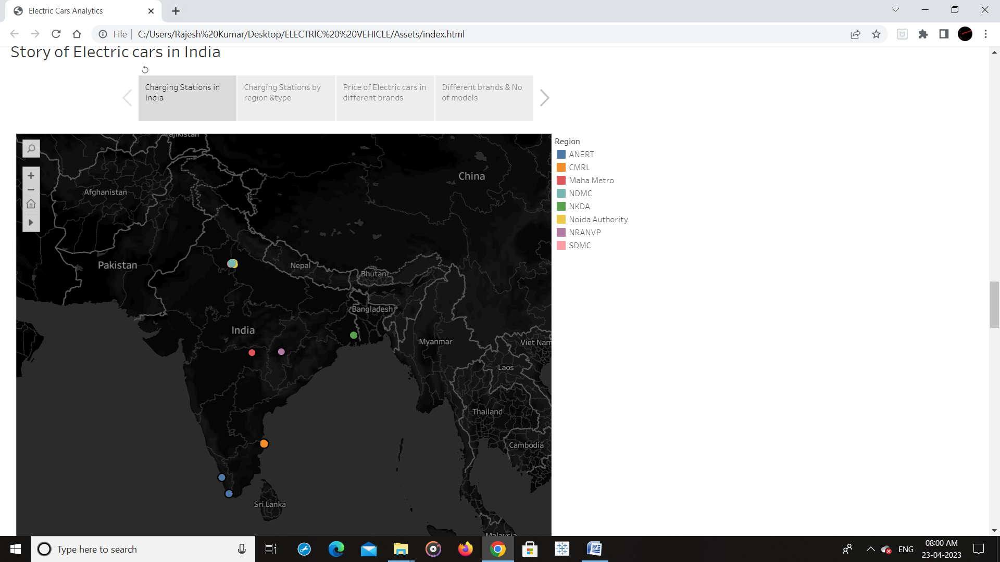 Electric Cars Analytics
File | C:/Users/Rajesh%20Kumar/Desktop/ELECTRIC%20%20VEHICLE/Assets/index.html
Story of Electric cars in India
Charging Stations in
India
Charging Stations by
region &type
Price of Electric cars in
different brands
Different brands & No
of models
Tajikistan
China
Afghanistan
Pakistan
Nepal
Bhutan
Bangladesh
India
Myanmar
Viet Nam
Laos
Thailand
Cambodia
Sri Lanka
Malaysia
Region
ANERT
CMRL
Maha Metro
NDMC
NKDA
Noida Authority
NRANVP
SDMC
Type here to search
ENG
08:00 AM
23-04-2023